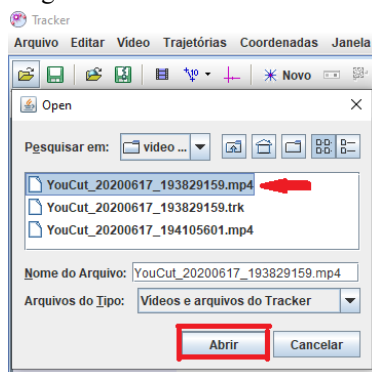 Tracker
Arquivo Editar Vídeo Trajetórias Coordenadas Janela
Novo
Open
Pesquisar em: video ...
YouCut_20200617_193829159.mp4
YouCut_20200617_193829159.trk
YouCut_20200617_194105601.mp4
Nome do Arquivo: YouCut_20200617_193829159.mp4
Arquivos do Tipo: Vídeos e arquivos do Tracker
Abrir Cancelar